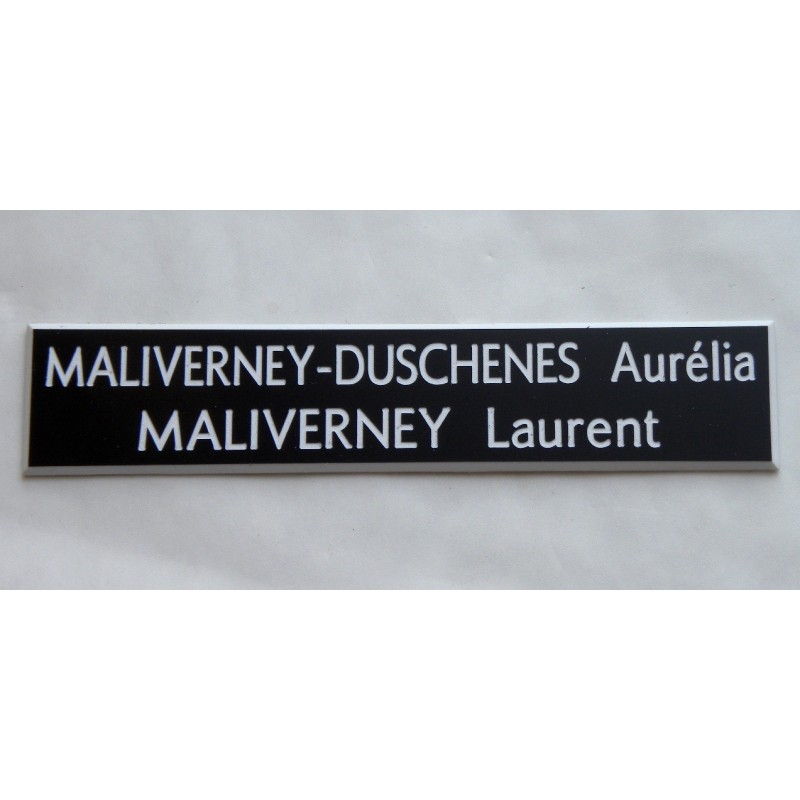 MALIVERNEY-DUSCHENES Aurélia
MALIVERNEY Laurent